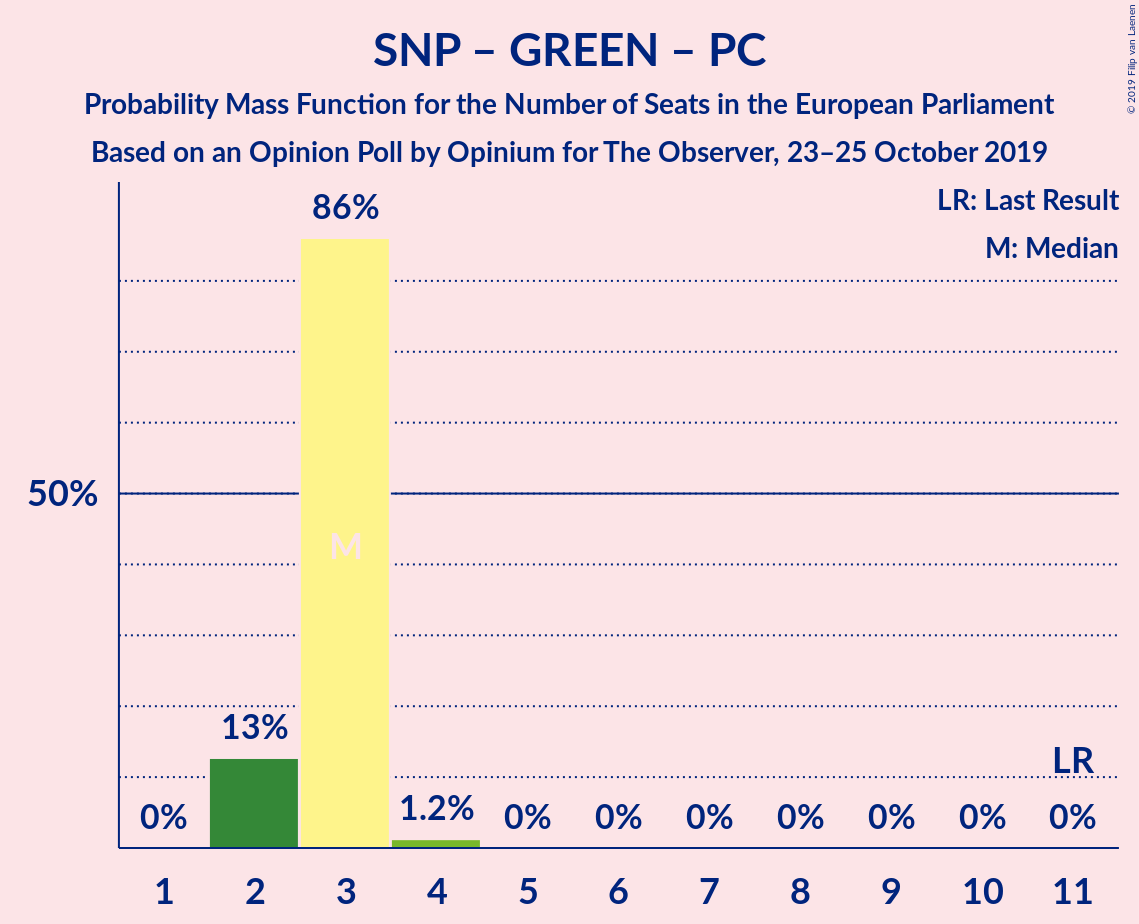 SNP – GREEN – PC
Probability Mass Function for the Number of Seats in the European Parliament
Based on an Opinion Poll by Opinium for The Observer, 23–25 October 2019
© 2019 Filip van Laenen
LR: Last Result
M: Median
86%
50%
M
13%
LR
0%
1.2%
0%
0%
0%
0%
0%
0%
0%
1 2 3 4 5 6 7 8 9 10 11